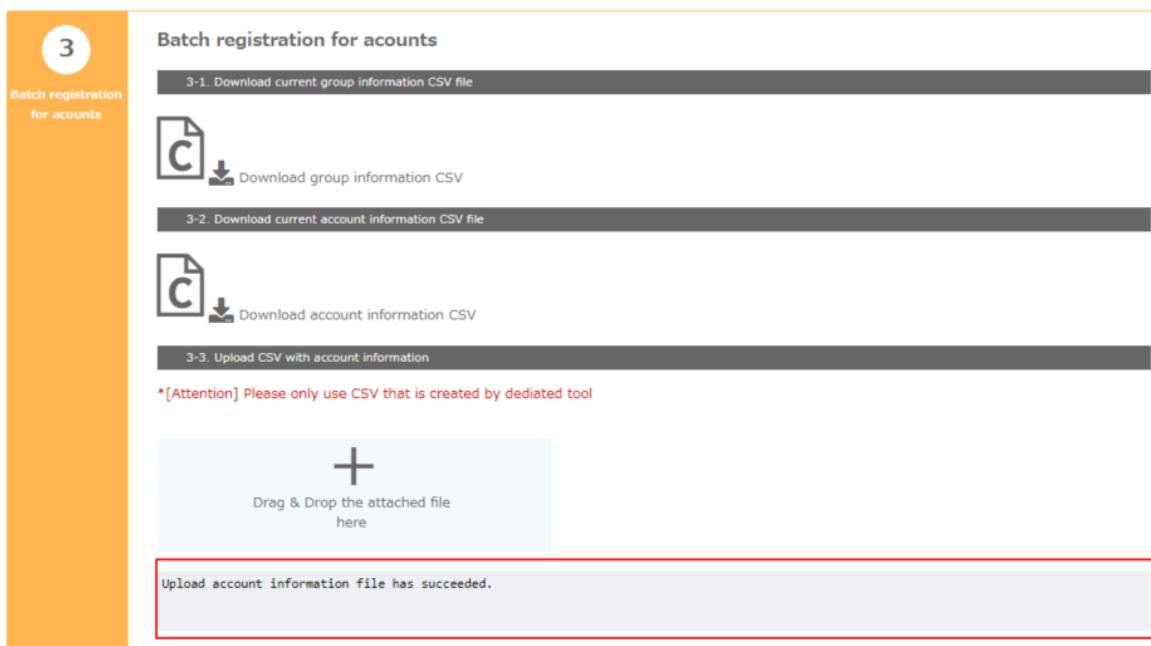 3
Batch registration
for acounts
Batch registration for acounts
3-1. Download current group information CSV file
C
Download group information CSV
3-2. Download current account information CSV file
C
Download account information CSV
3-3. Upload CSV with account information
*[Attention] Please only use CSV that is created by dediated tool
Drag & Drop the attached file
here
Upload account information file has succeeded.